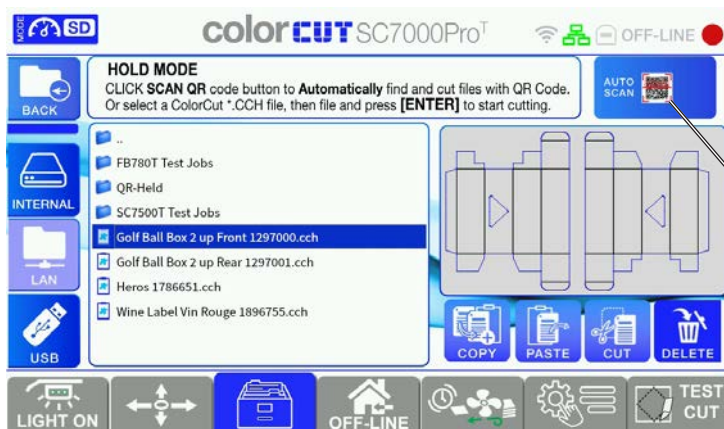 MODE SD colorCUT SC7000Proᵀ OFF-LINE
BACK
HOLD MODE
CLICK SCAN QR code button to Automatically find and cut files with QR Code.
Or select a ColorCut *.CCH file, then file and press [ENTER] to start cutting.
AUTO
SCAN
INTERNAL
LAN
USB
..
FB780T Test Jobs
QR-Held
SC7500T Test Jobs
Golf Ball Box 2 up Front 1297000.cch
Golf Ball Box 2 up Rear 1297001.cch
Heros 1786651.cch
Wine Label Vin Rouge 1896755.cch
COPY PASTE CUT DELETE
LIGHT ON OFF-LINE TEST
CUT